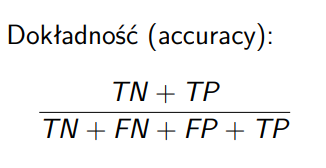 Dokładność (accuracy):
TN + TP
TN + FN + FP + TP